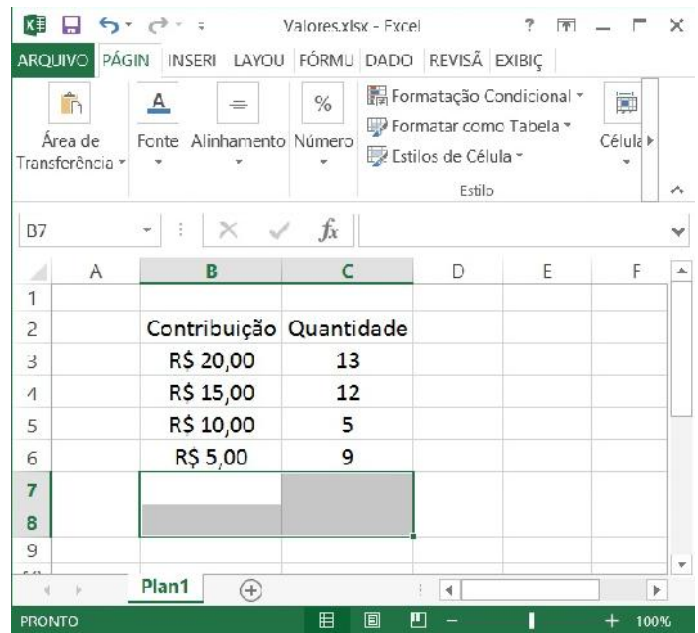 Valores.xlsx - Excel ?
ARQUIVO PÁGIN INSERI LAYOU FÓRMU DADO REVISÃ EXIBIÇ
Área de Transferência
Fonte
Alinhamento
%
Número
Formatação Condicional
Formatar como Tabela
Estilos de Célula
Estilo
Célula
B7 fx
A B C D E F
1
2 Contribuição Quantidade
3 R$ 20,00 13
4 R$ 15,00 12
5 R$ 10,00 5
6 R$ 5,00 9
7
8
9
Plan1
PRONTO 100%